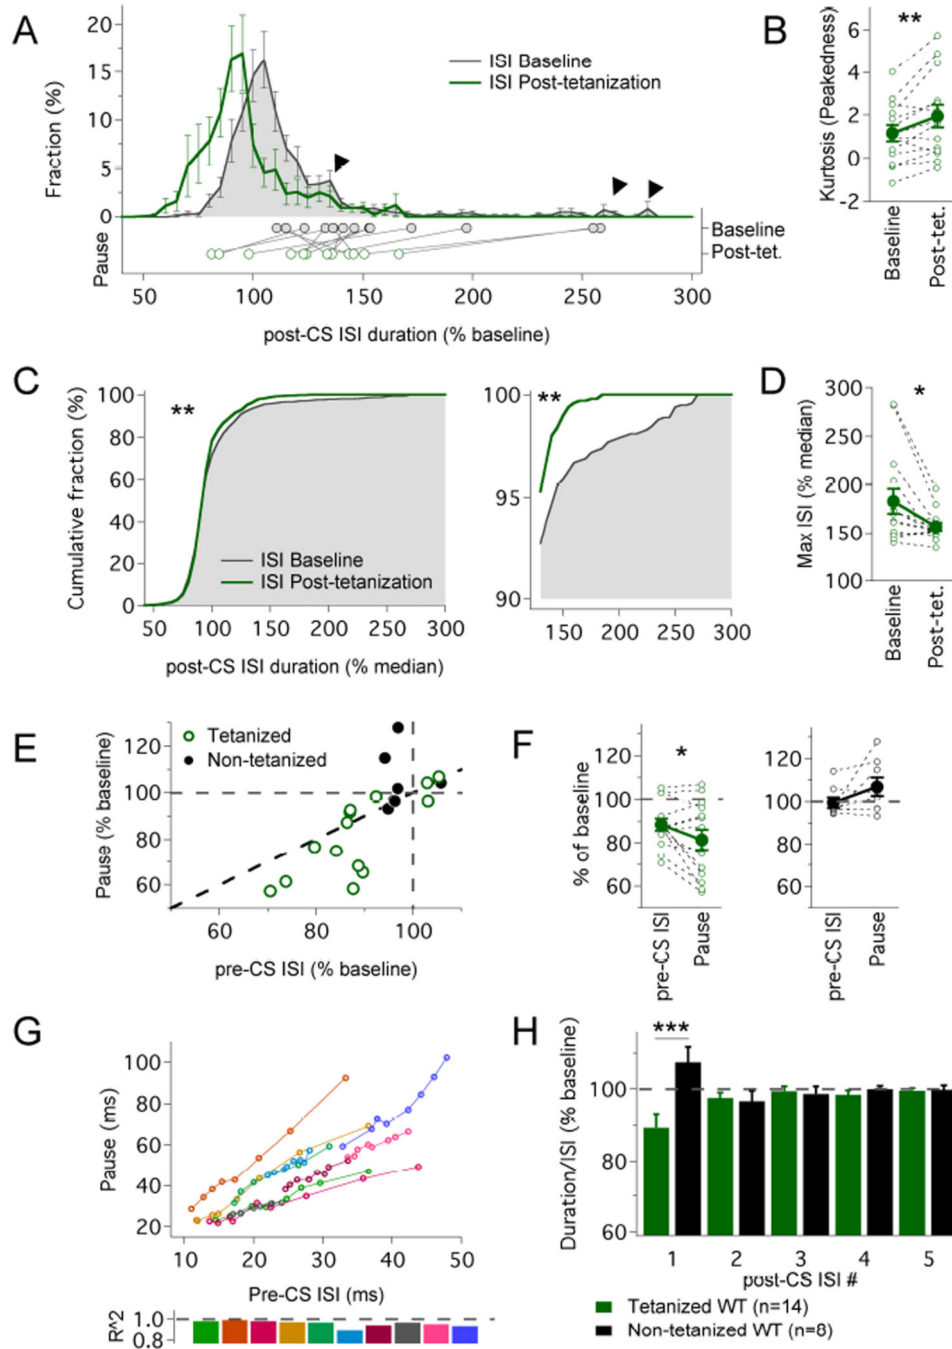 A
20
15
10
5
0
Fraction (%)
ISI Baseline
ISI Post-tetanization
Pause
Baseline
Post-tet.
50 100 150 200 250 300
post-CS ISI duration (% baseline)
B
**
6
4
2
0
-2
Kurtosis (Peakedness)
Baseline
Post-tet.
C
100
80
60
40
20
0
Cumulative fraction (%)
**
ISI Baseline
ISI Post-tetanization
50 100 150 200 250 300
post-CS ISI duration (% median)
100
95
90
**
150 200 250 300
D
*
300
250
200
150
100
Max ISI (% median)
Baseline
Post-tet.
E
Tetanized
Non-tetanized
120
100
80
60
Pause (% baseline)
60 80 100
pre-CS ISI (% baseline)
F
*
120
100
80
60
% of baseline
pre-CS ISI
Pause
120
100
80
60
pre-CS ISI
Pause
G
100
80
60
40
20
Pause (ms)
10 20 30 40 50
Pre-CS ISI (ms)
R^2
1.0
0.8
H
***
100
80
60
Duration/ISI (% baseline)
1 2 3 4 5
post-CS ISI #
Tetanized WT (n=14)
Non-tetanized WT (n=8)